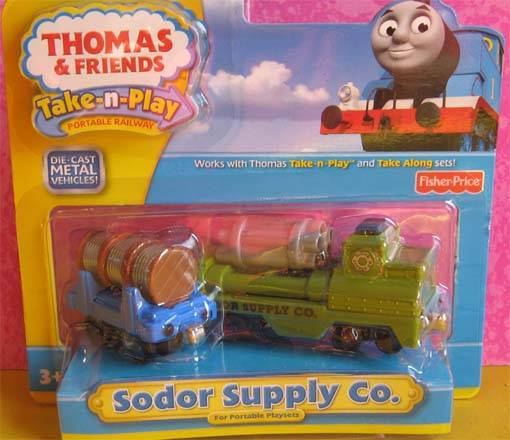 THOMAS
& FRIENDS
Take-n-Play
PORTABLE RAILWAY
DIE-CAST
METAL
VEHICLES!
Works with Thomas Take-n-Play™ and Take Along sets!
Fisher-Price
SUPPLY CO.
3+
Sodor Supply Co.
For Portable Playsets